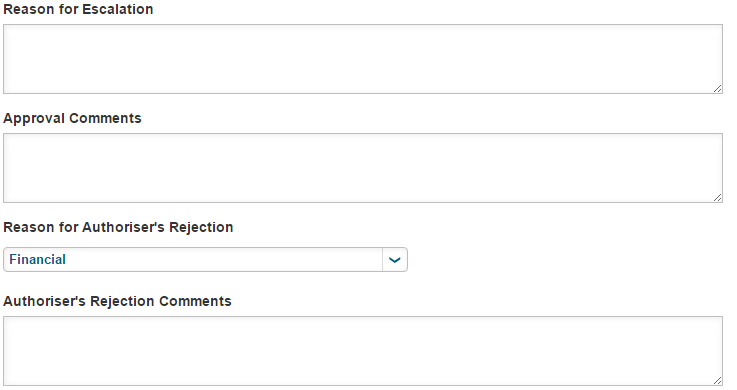 Reason for Escalation
Approval Comments
Reason for Authoriser's Rejection
Financial
Authoriser's Rejection Comments